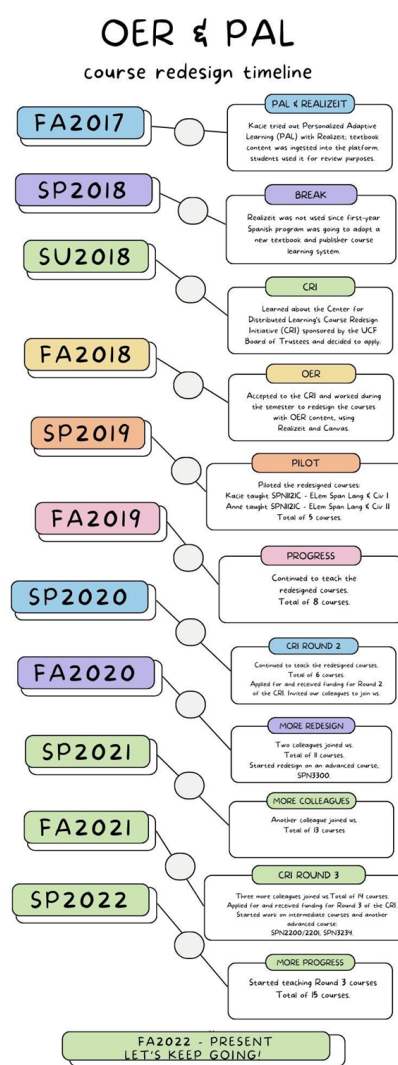 OER & PAL
course redesign timeline
FA2017
PAL & REALIZEIT
Kacie tried out Personalized Adaptive
Learning (PAL) with Realizeit; textbook
content was ingested into the platform;
students used it for review purposes.
SP2018
BREAK
Realizeit was not used since first-year
Spanish program was going to adopt a
new textbook and publisher course
learning system.
SU2018
CRI
Learned about the Center for
Distributed Learning's Course Redesign
Initiative (CRI) sponsored by the UCF
Board of Trustees and decided to apply.
FA2018
OER
Accepted to the CRI and worked during
the semester to redesign the courses
with OER content, using
Realizeit and Canvas.
SP2019
PILOT
Piloted the redesigned courses:
Kacie taught SPN1121C - ELem Span Lang & Civ I
Anne taught SPN1121C - ELem Span Lang & Civ II
Total of 5 courses.
FA2019
PROGRESS
Continued to teach the
redesigned courses.
Total of 8 courses.
SP2020
CRI ROUND 2
Continued to teach the redesigned courses.
Total of 6 courses.
Applied for and received funding for Round 2
of the CRI. Invited our colleagues to join us.
FA2020
MORE REDESIGN
Two colleagues joined us.
Total of 11 courses.
Started redesign on an advanced course,
SPN3300.
SP2021
MORE COLLEAGUES
Another colleague joined us.
Total of 13 courses
FA2021
CRI ROUND 3
Three more colleagues joined us.Total of 14 courses.
Applied for and received funding for Round 3 of the CRI.
Started work on intermediate courses and another
advanced course:
SPN2200/2201, SPN3234.
SP2022
MORE PROGRESS
Started teaching Round 3 courses
Total of 15 courses.
FA2022 - PRESENT
LET'S KEEP GOING!